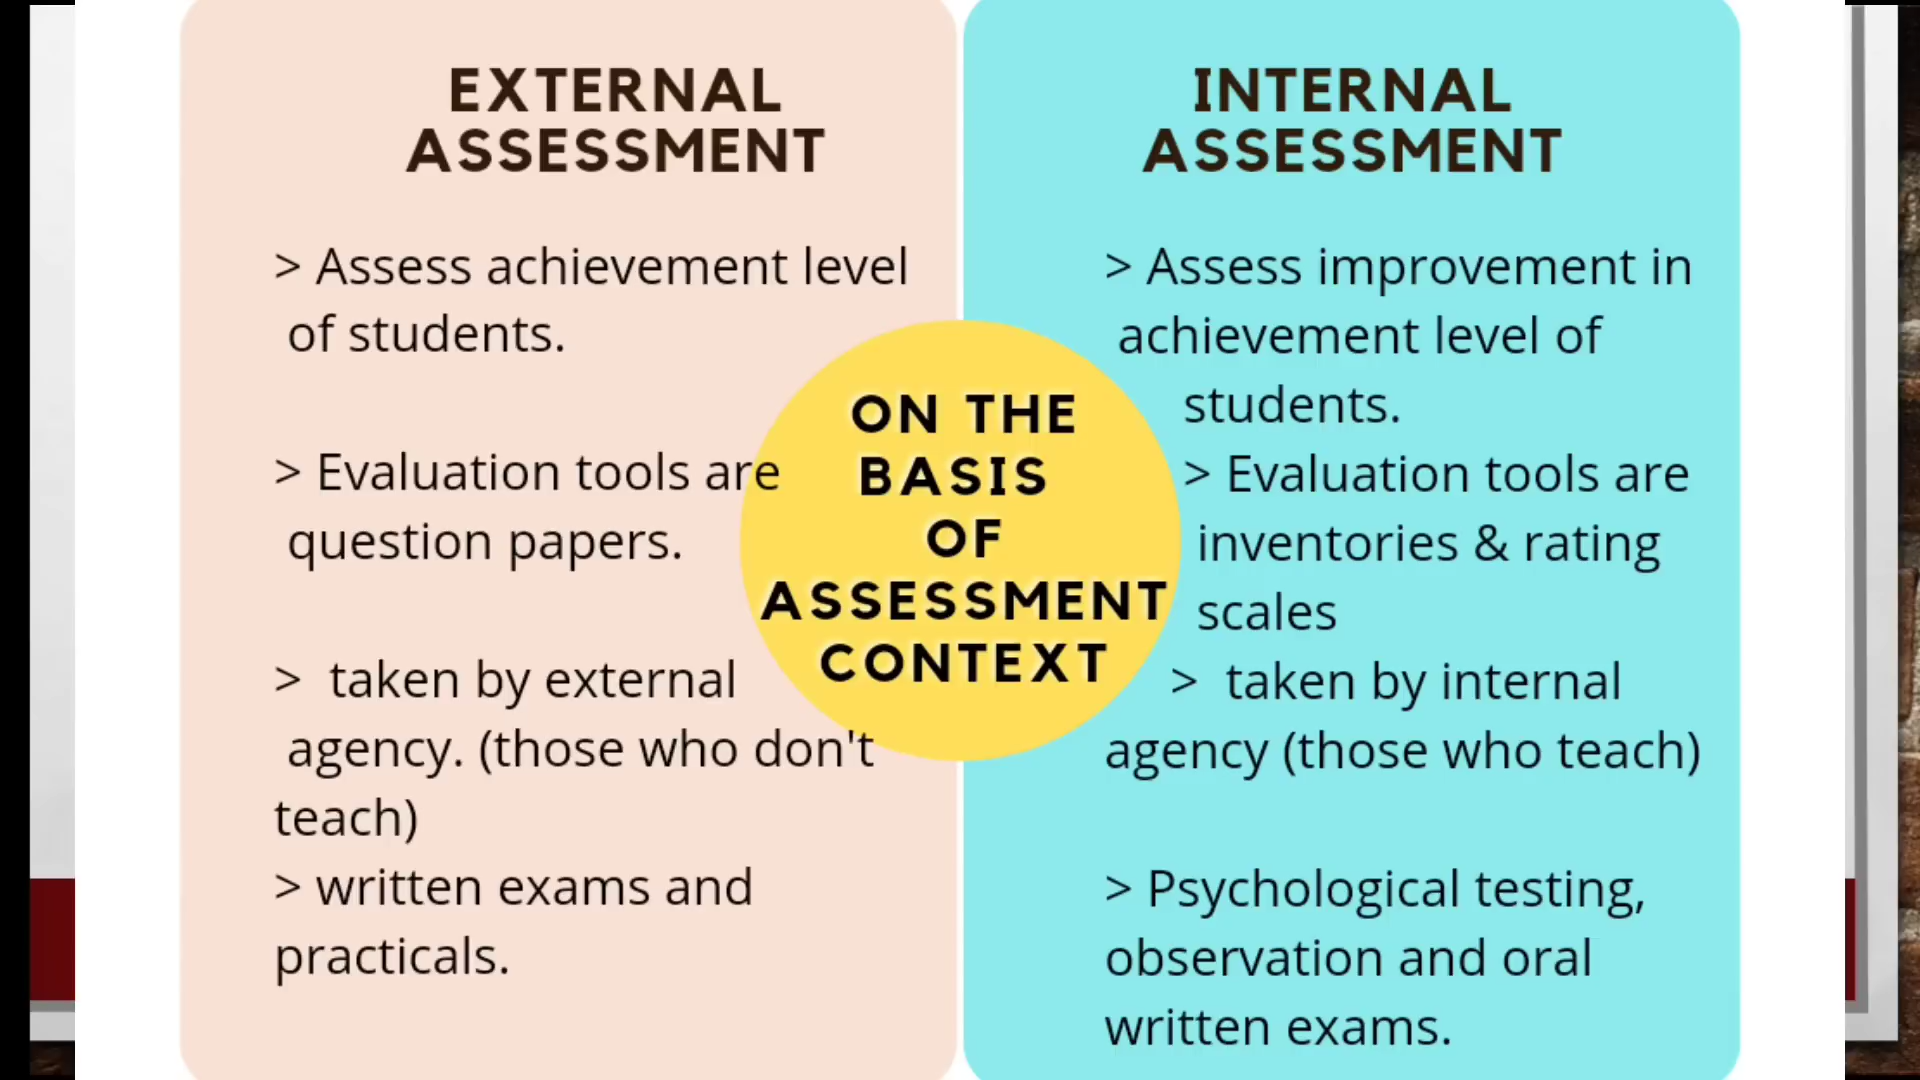 EXTERNAL
ASSESSMENT
> Assess achievement level
of students.
> Evaluation tools are
question papers.
> taken by external
agency. (those who don't
teach)
> written exams and
practicals.
ON THE
BASIS
OF
ASSESSMENT
CONTEXT
INTERNAL
ASSESSMENT
> Assess improvement in
achievement level of
students.
> Evaluation tools are
inventories & rating
scales
> taken by internal
agency (those who teach)
> Psychological testing,
observation and oral
written exams.